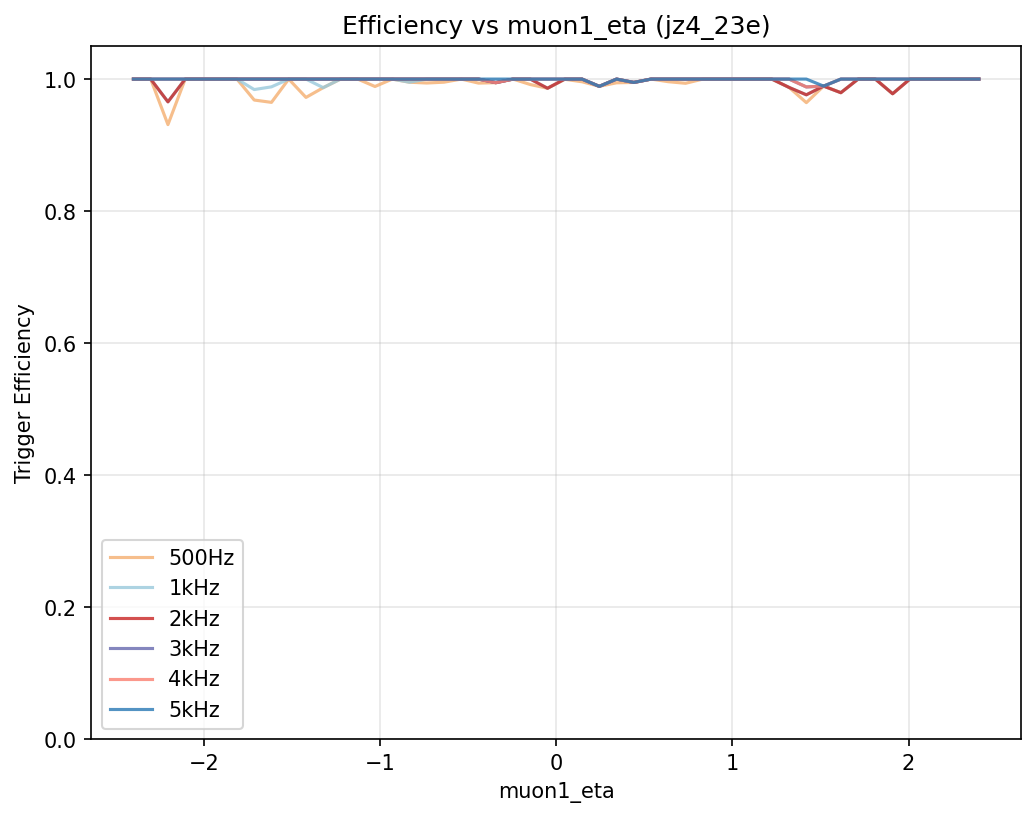 Efficiency vs muon1_eta (jz4_23e)
Trigger Efficiency
1.0
0.8
0.6
0.4
0.2
0.0
500Hz
1kHz
2kHz
3kHz
4kHz
5kHz
−2
−1
0
1
2
muon1_eta